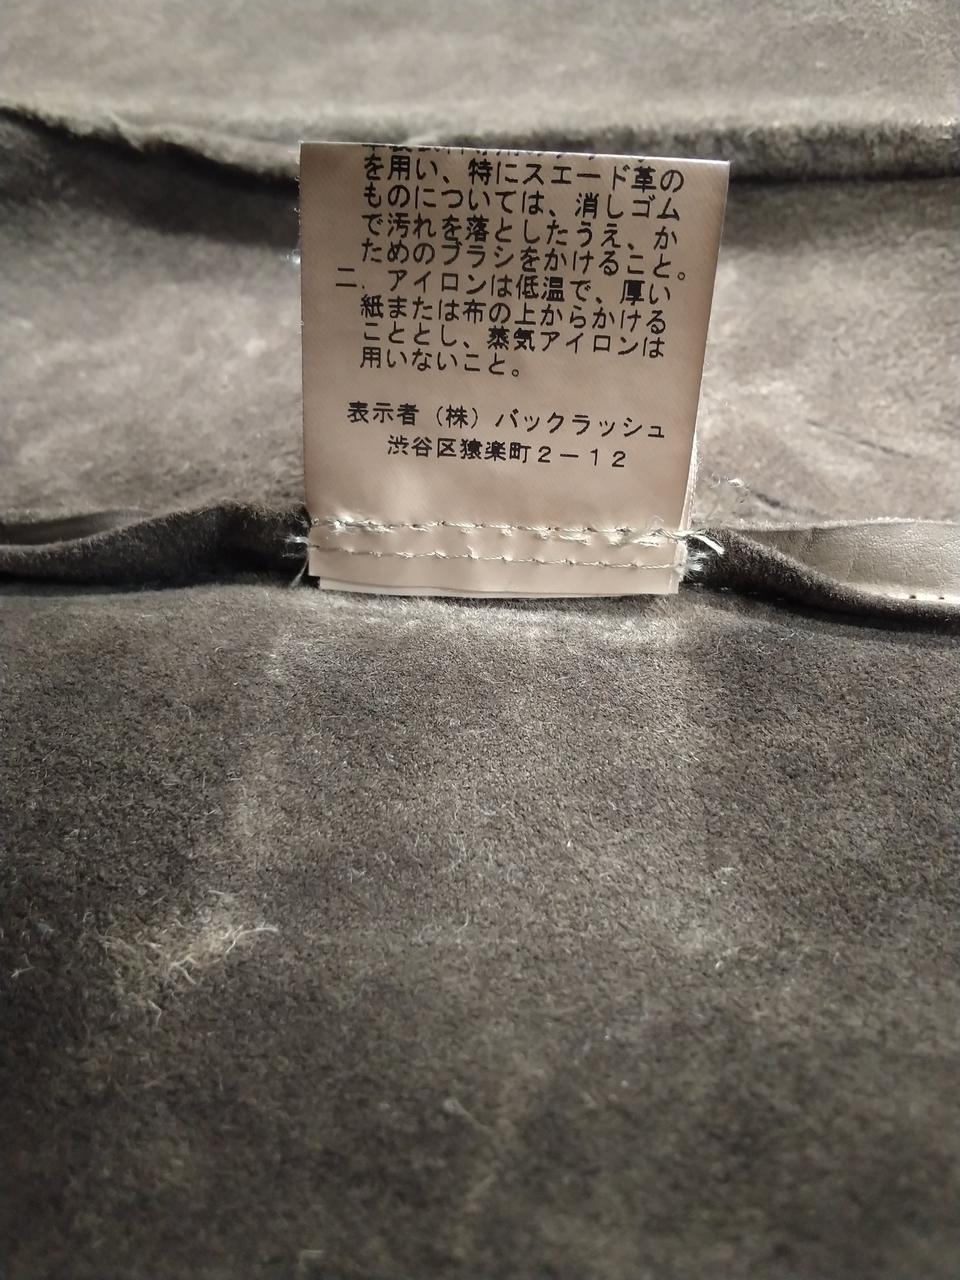 を用い、特にスエード革の
ものについては、消しゴム
で汚れを落としたうえ、か
ためのブラシをかけること。
二．アイロンは低温で、厚い
紙または布の上からかける
こととし、蒸気アイロンは
用いないこと。
表示者（株）バックラッシュ
渋谷区猿楽町２－１２